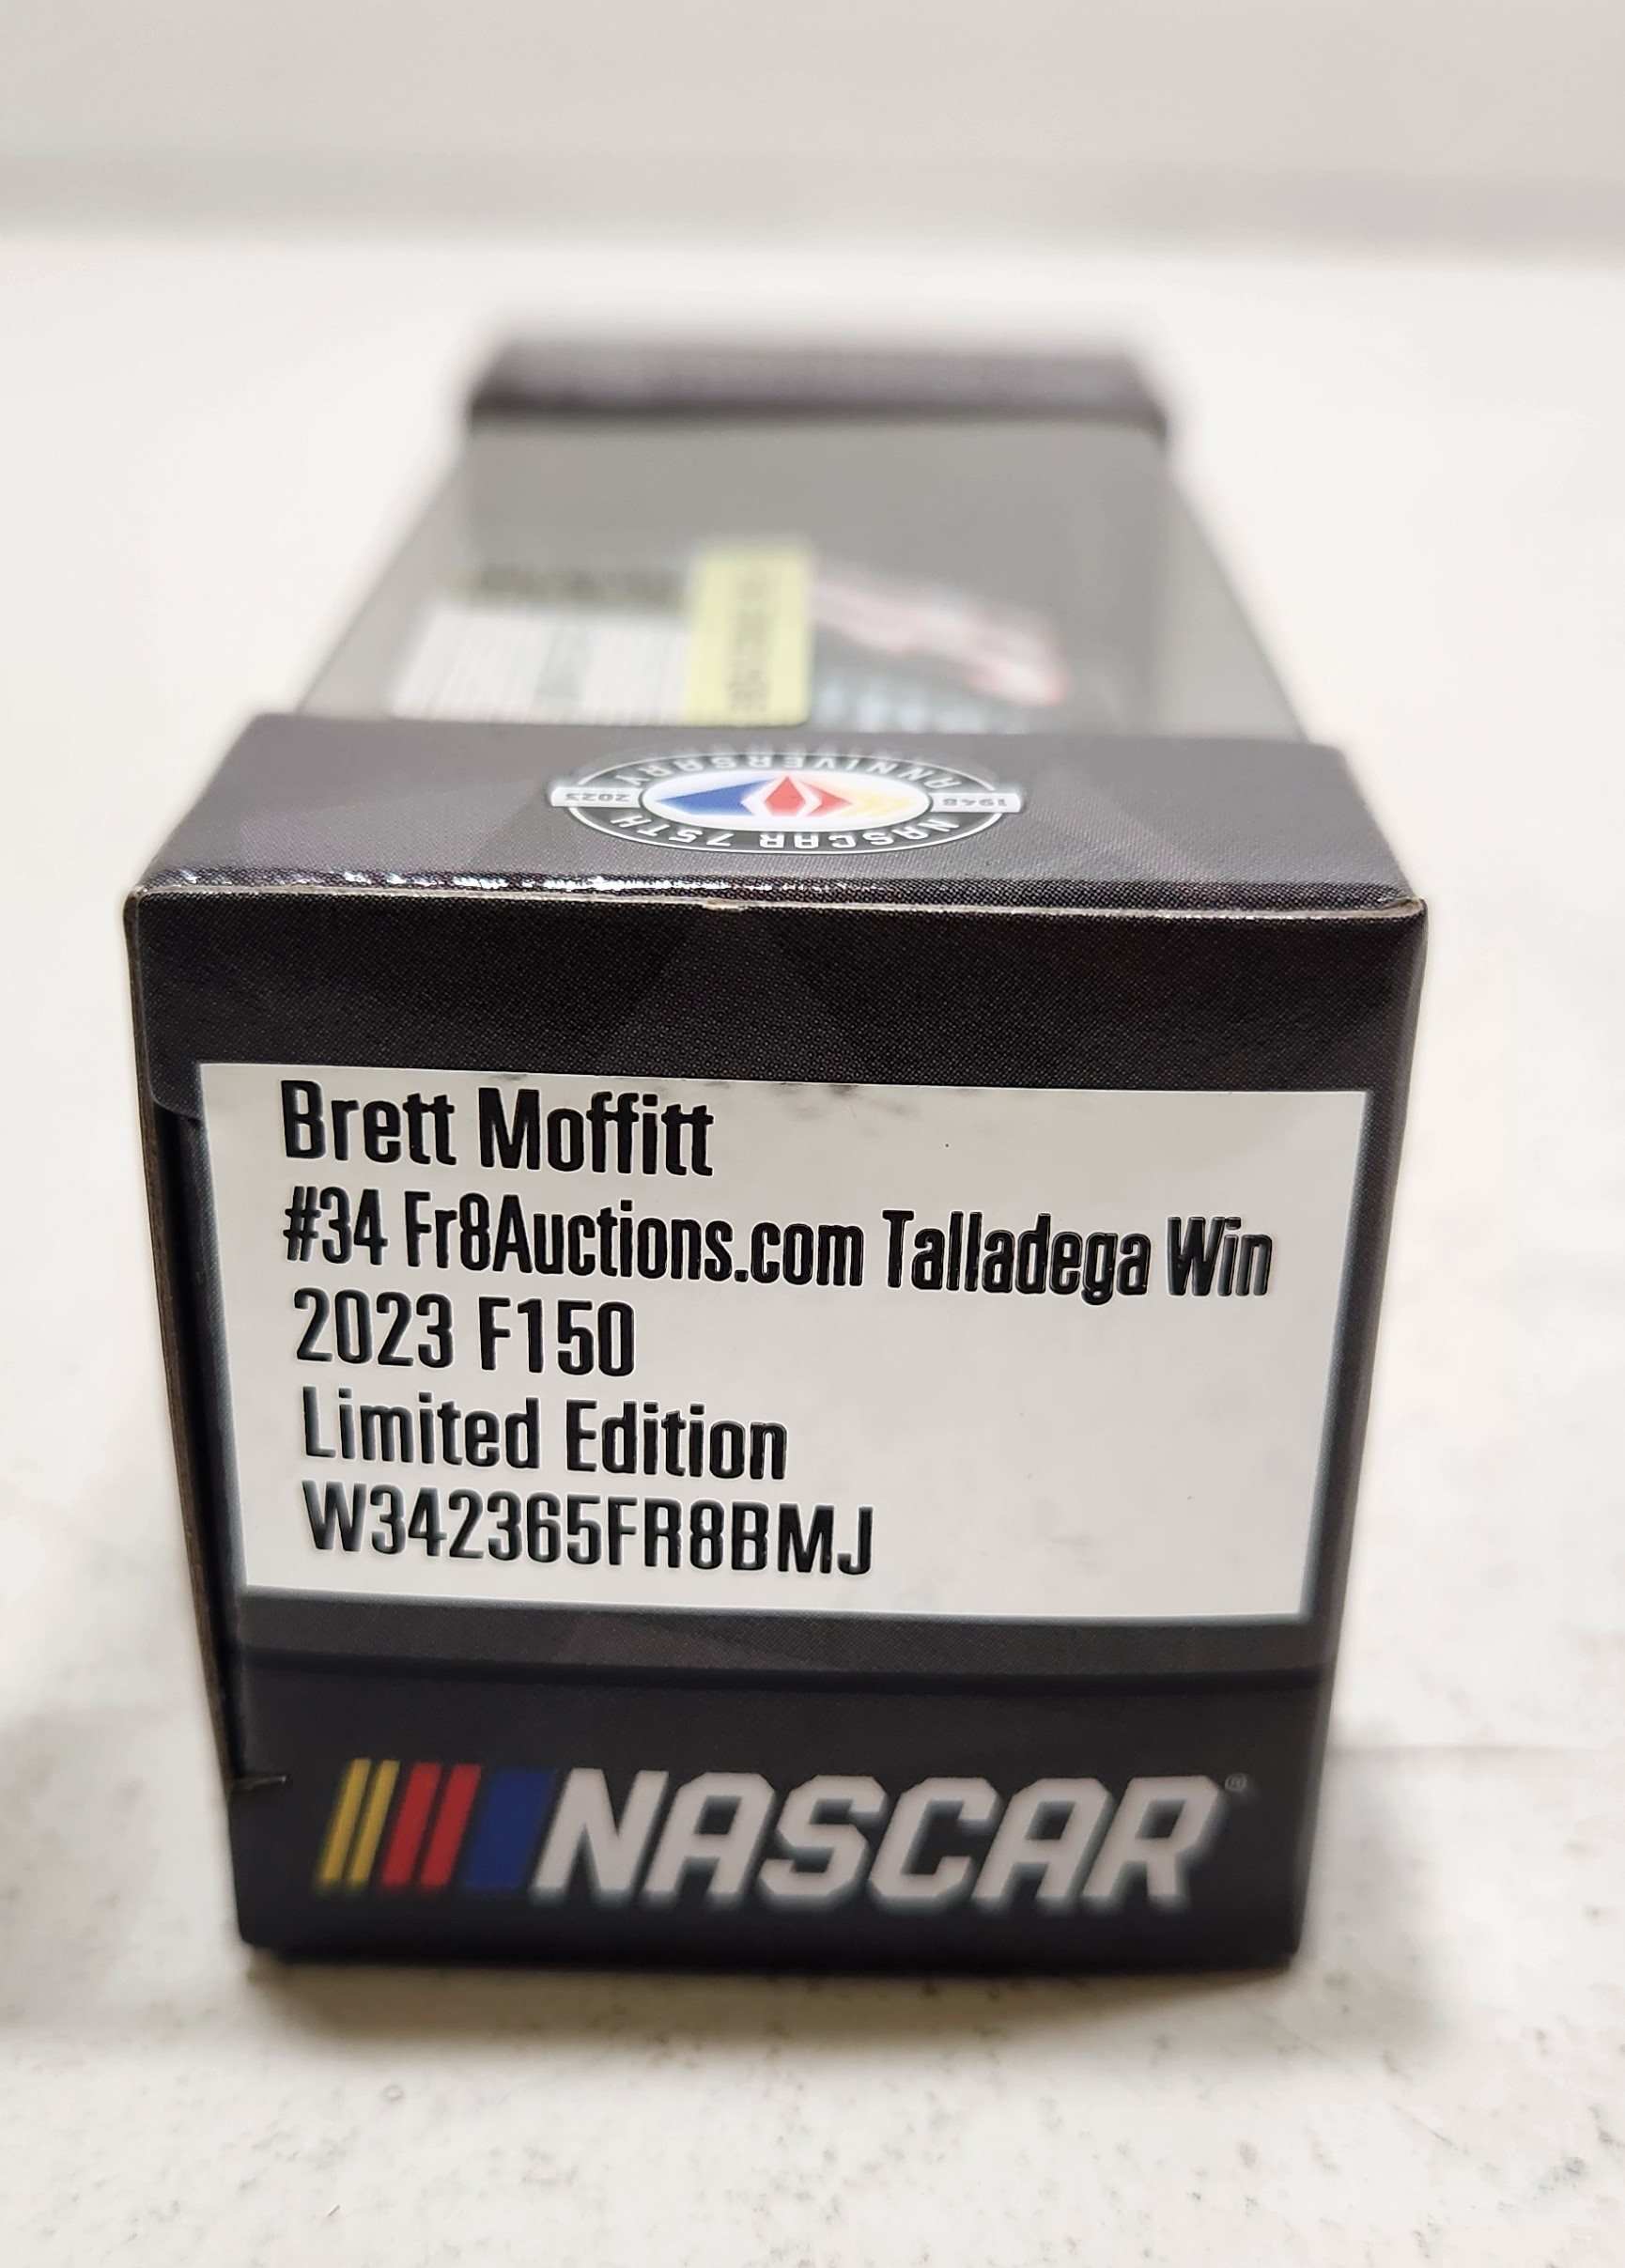 NASCAR 75TH
ANNIVERSARY
1948 2023
Brett Moffitt
#34 Fr8Auctions.com Talladega Win
2023 F150
Limited Edition
W342365FR8BMJ
NASCAR®